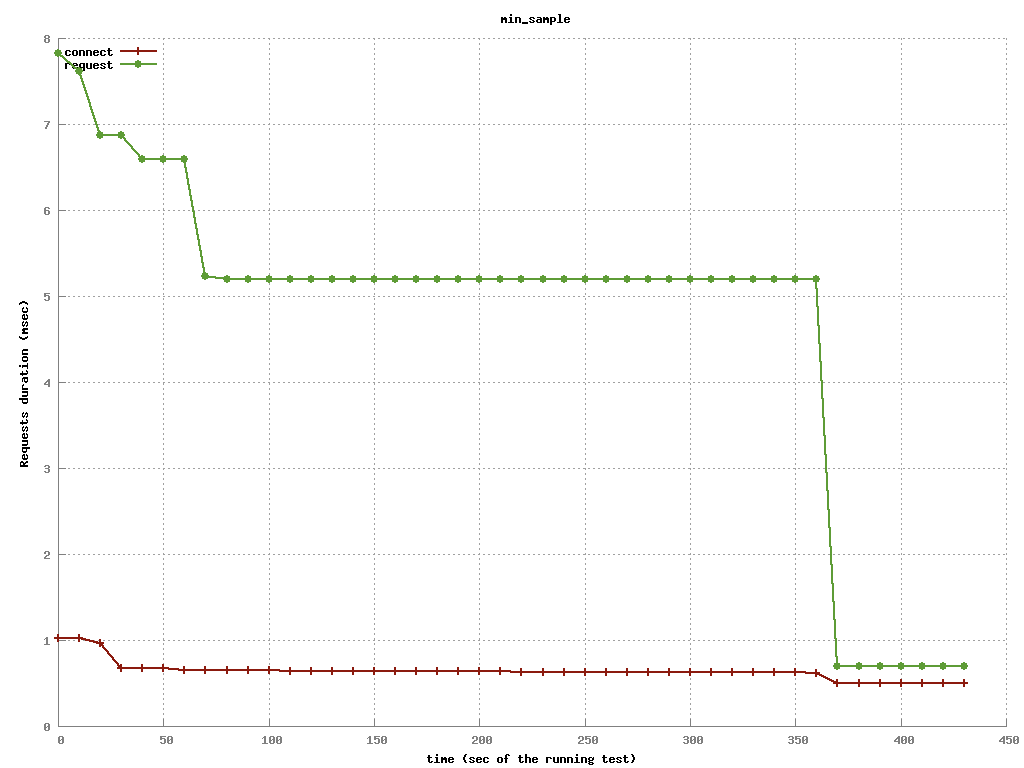 min_sample
connect
request
8
7
6
5
4
3
2
1
0
Requests duration (msec)
0 50 100 150 200 250 300 350 400 450
time (sec of the running test)